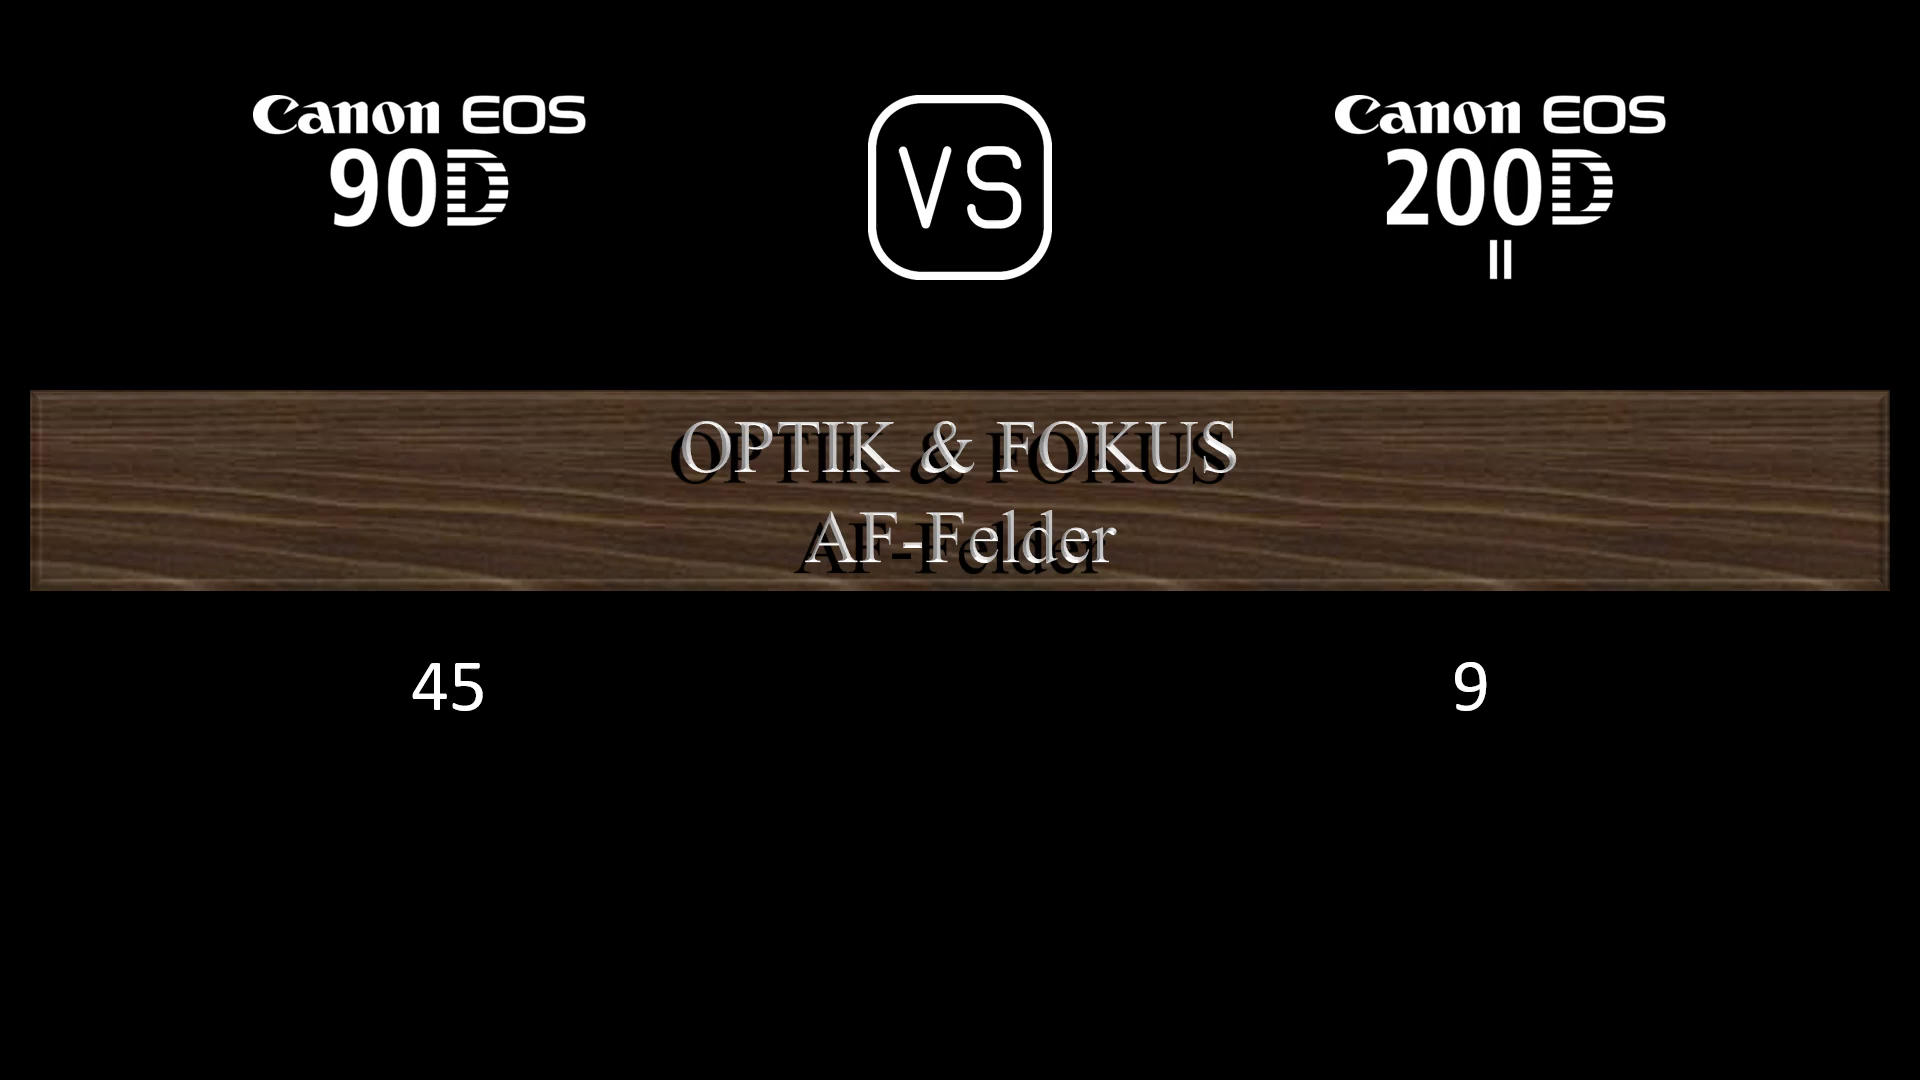 Canon EOS
90D
VS
Canon EOS
200D
II
OPTIK & FOKUS
AF-Felder
45
9